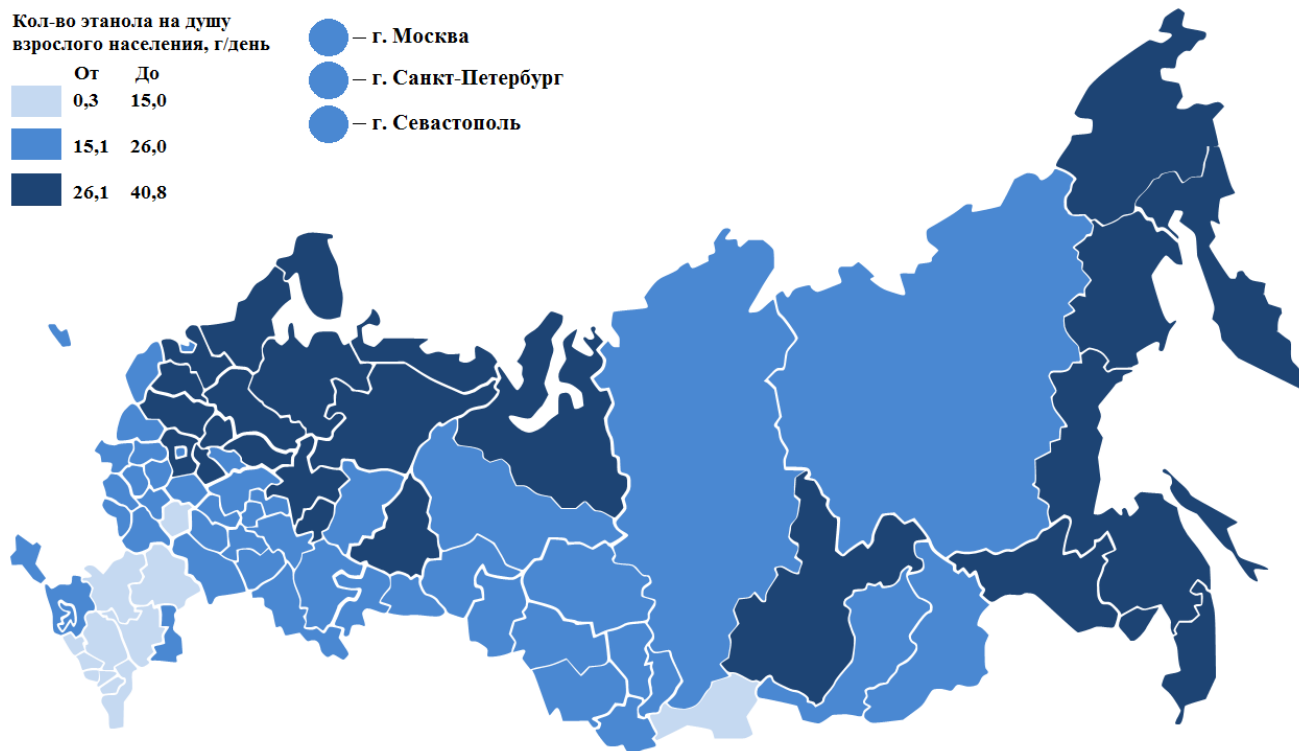 Кол-во этанола на душу
взрослого населения, г/день
От До
0,3 15,0
15,1 26,0
26,1 40,8
– г. Москва
– г. Санкт-Петербург
– г. Севастополь